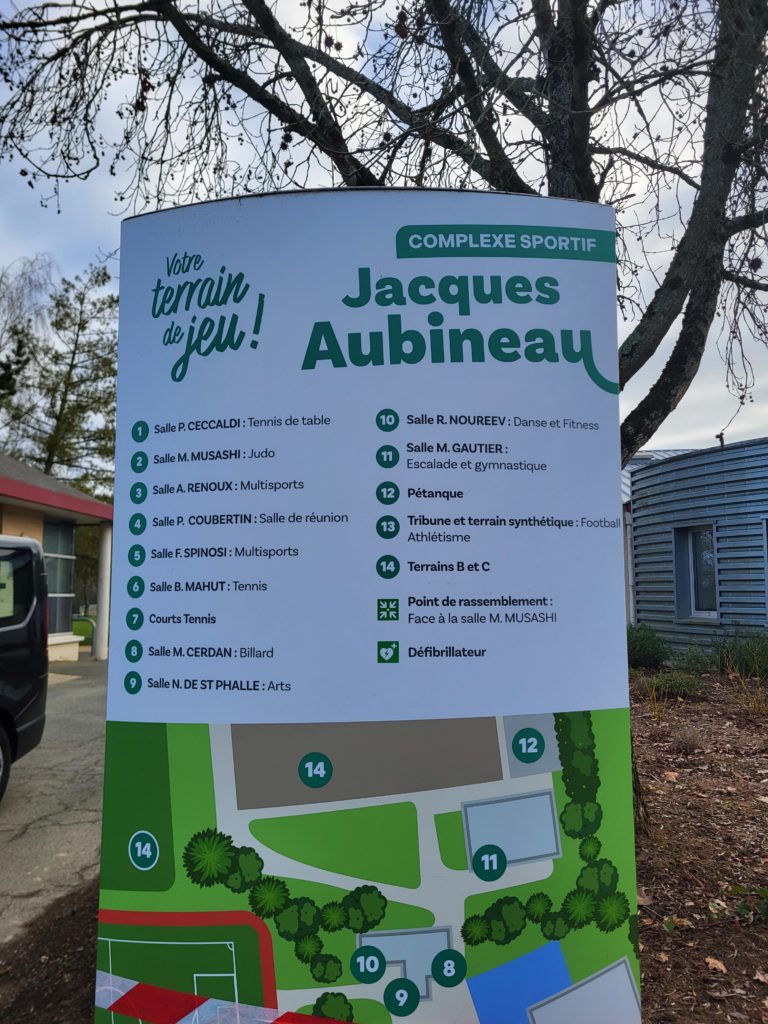 Votre
terrain
de jeu !
COMPLEXE SPORTIF
Jacques
Aubineau
1 Salle P. CECCALDI : Tennis de table
2 Salle M. MUSASHI : Judo
3 Salle A. RENOUX : Multisports
4 Salle P. COUBERTIN : Salle de réunion
5 Salle F. SPINOSI : Multisports
6 Salle B. MAHUT : Tennis
7 Courts Tennis
8 Salle M. CERDAN : Billard
9 Salle N. DE ST PHALLE : Arts
10 Salle R. NOUREEV : Danse et Fitness
11 Salle M. GAUTIER :
Escalade et gymnastique
12 Pétanque
13 Tribune et terrain synthétique : Football
Athlétisme
14 Terrains B et C
Point de rassemblement :
Face à la salle M. MUSASHI
Défibrillateur
14
12
14
11
10
8
9